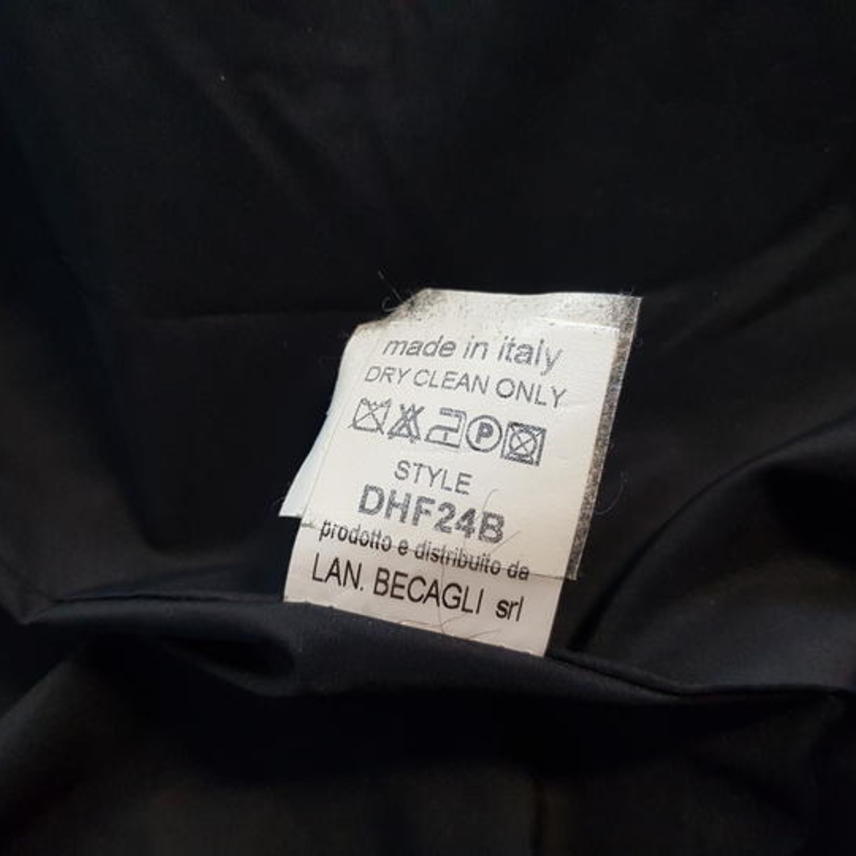 made in italy
DRY CLEAN ONLY
P
STYLE
DHF24B
prodotto e distribuito da
LAN. BECAGLI srl